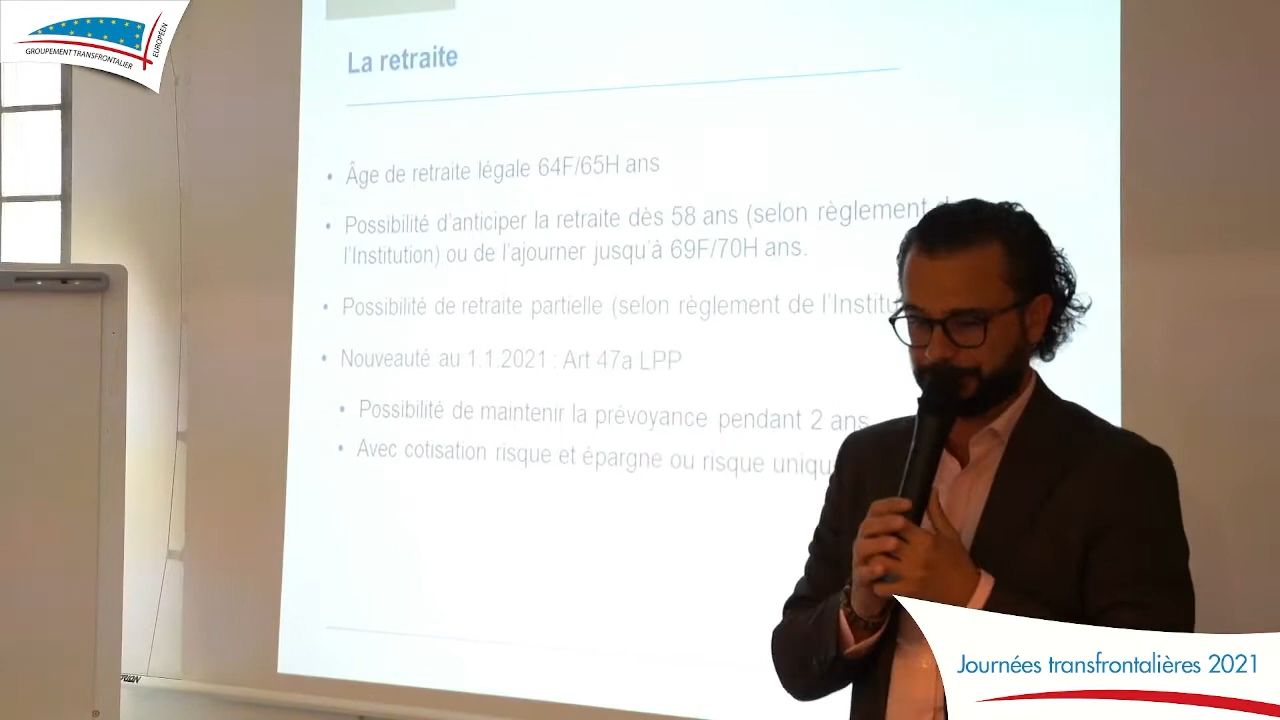 GROUPEMENT TRANSFRONTALIER
EUROPÉEN
La retraite
• Âge de retraite légale 64F/65H ans
• Possibilité d'anticiper la retraite dès 58 ans (selon règlement
l'Institution) ou de l'ajourner jusqu'à 69F/70H ans.
• Possibilité de retraite partielle (selon règlement de
• Nouveauté au 1.1.2021 : Art 47a LPP
• Possibilité de maintenir la prévoyance pendant 2 ans
• Avec cotisation risque et épargne ou risque
Journées transfrontalières 2021